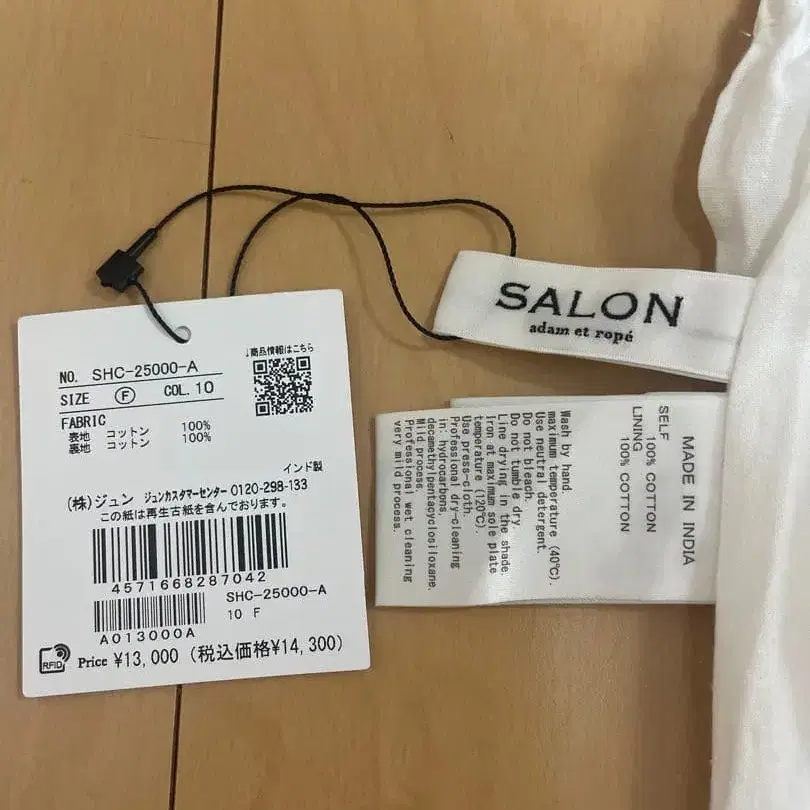 ↓商品情報はこちら
NO. SHC-25000-A
SIZE Ⓕ COL. 10
FABRIC
表地 コットン 100%
裏地 コットン 100%
インド製
(株)ジュン ジュンカスタマーセンター 0120-298-133
この紙は再生古紙を含んでおります。
4571668287042
SHC-25000-A
10 F
A013000A
RFID
Price ¥13,000 (税込価格¥14,300)
SALON
adam et ropé
MADE IN INDIA
SELF
100% COTTON
LINING
100% COTTON
Wash by hand.
maximum temperature (40℃).
Use neutral detergent.
Do not bleach.
Do not tumble dry.
Line drying in the shade.
Iron at maximum sole plate
temperature (120℃).
Use press-cloth.
Professional dry-cleaning
in: hydrocarbons,
decamethylpentacyclosiloxane.
Mild process.
Professional wet cleaning
very mild process.